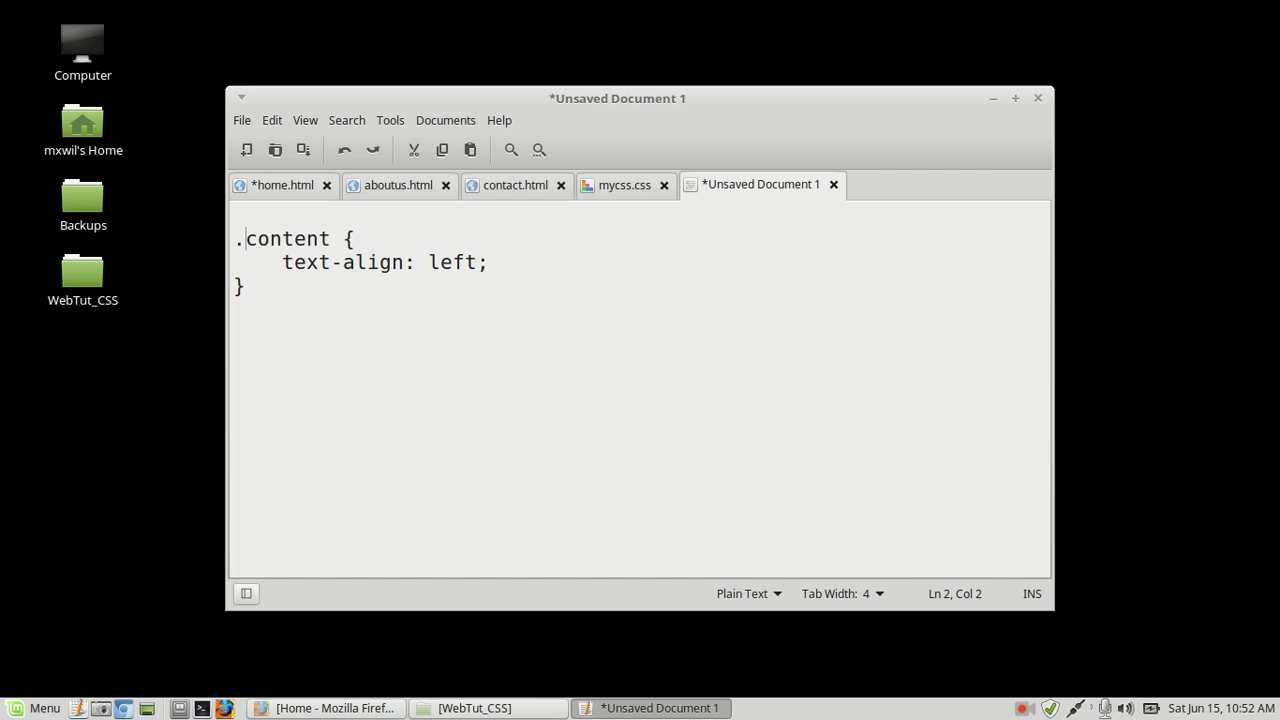 Computer
mxwil's Home
Backups
WebTut_CSS
*Unsaved Document 1
File Edit View Search Tools Documents Help
*home.html aboutus.html contact.html mycss.css *Unsaved Document 1
.content {
    text-align: left;
}
Plain Text Tab Width: 4 Ln 2, Col 2 INS
Menu [Home - Mozilla Firef... [WebTut_CSS] *Unsaved Document 1 Sat Jun 15, 10:52 AM